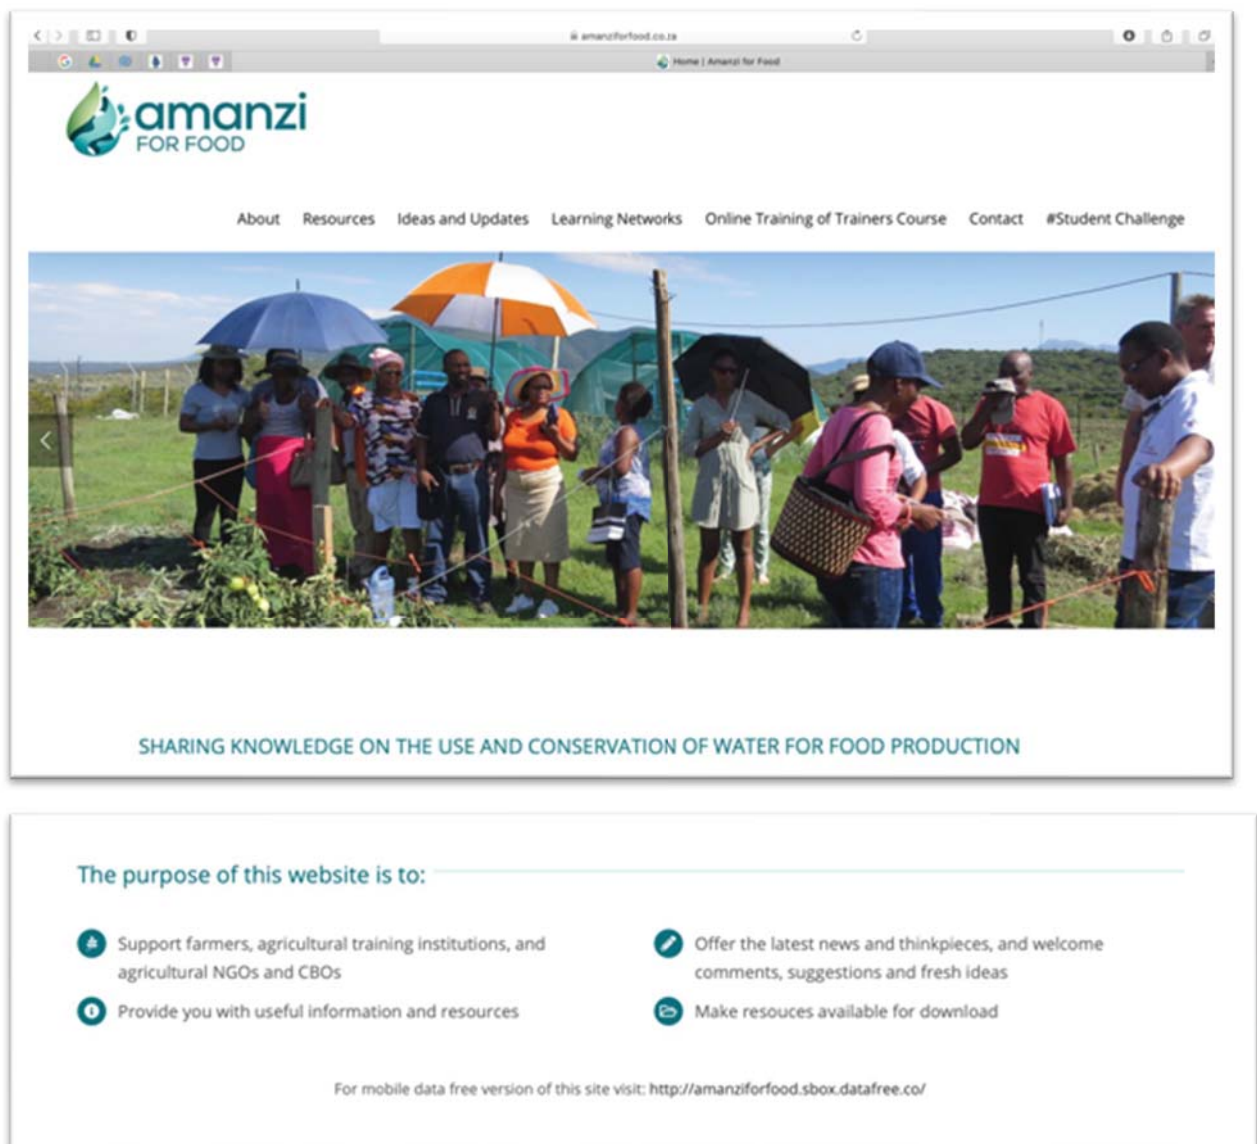 amanziforfood.co.za
Home | Amanzi for Food
amanzi
FOR FOOD
About Resources Ideas and Updates Learning Networks Online Training of Trainers Course Contact #Student Challenge
SHARING KNOWLEDGE ON THE USE AND CONSERVATION OF WATER FOR FOOD PRODUCTION
The purpose of this website is to:
Support farmers, agricultural training institutions, and
agricultural NGOs and CBOs
Provide you with useful information and resources
Offer the latest news and thinkpieces, and welcome
comments, suggestions and fresh ideas
Make resouces available for download
For mobile data free version of this site visit: http://amanziforfood.sbox.datafree.co/